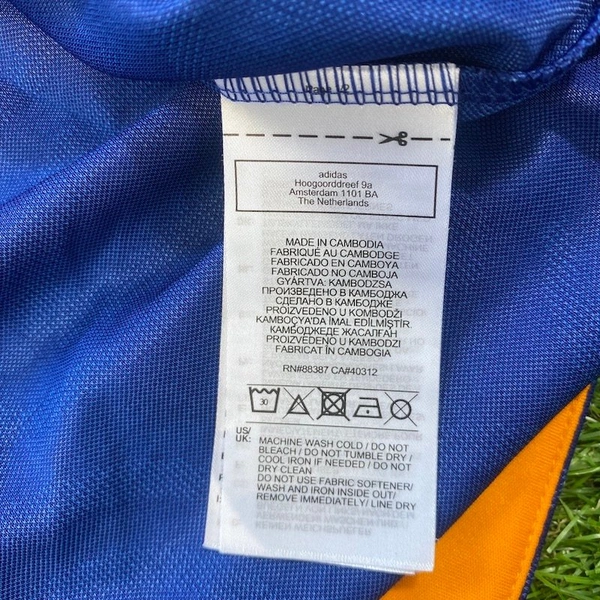 adidas
Hoogoorddreef 9a
Amsterdam 1101 BA
The Netherlands
MADE IN CAMBODIA
FABRIQUÉ AU CAMBODGE
FABRICADO EN CAMBOYA
FABRICADO NO CAMBOJA
GYÁRTVA: KAMBODZSA
ПРОИЗВЕДЕНО В КАМБОДЖА
СДЕЛАНО В КАМБОДЖЕ
PROIZVEDENO U KOMBODŽI
KAMBOÇYA'DA İMAL EDİLMİŞTİR.
КАМБОДЖЕДЕ ЖАСАЛҒАН
PROIZVEDENO U KAMBODZI
FABRICAT ÎN CAMBOGIA
RN#88387 CA#40312
30
US/
UK: MACHINE WASH COLD / DO NOT
BLEACH / DO NOT TUMBLE DRY /
COOL IRON IF NEEDED / DO NOT
DRY CLEAN
DO NOT USE FABRIC SOFTENER/
WASH AND IRON INSIDE OUT/
REMOVE IMMEDIATELY/ LINE DRY